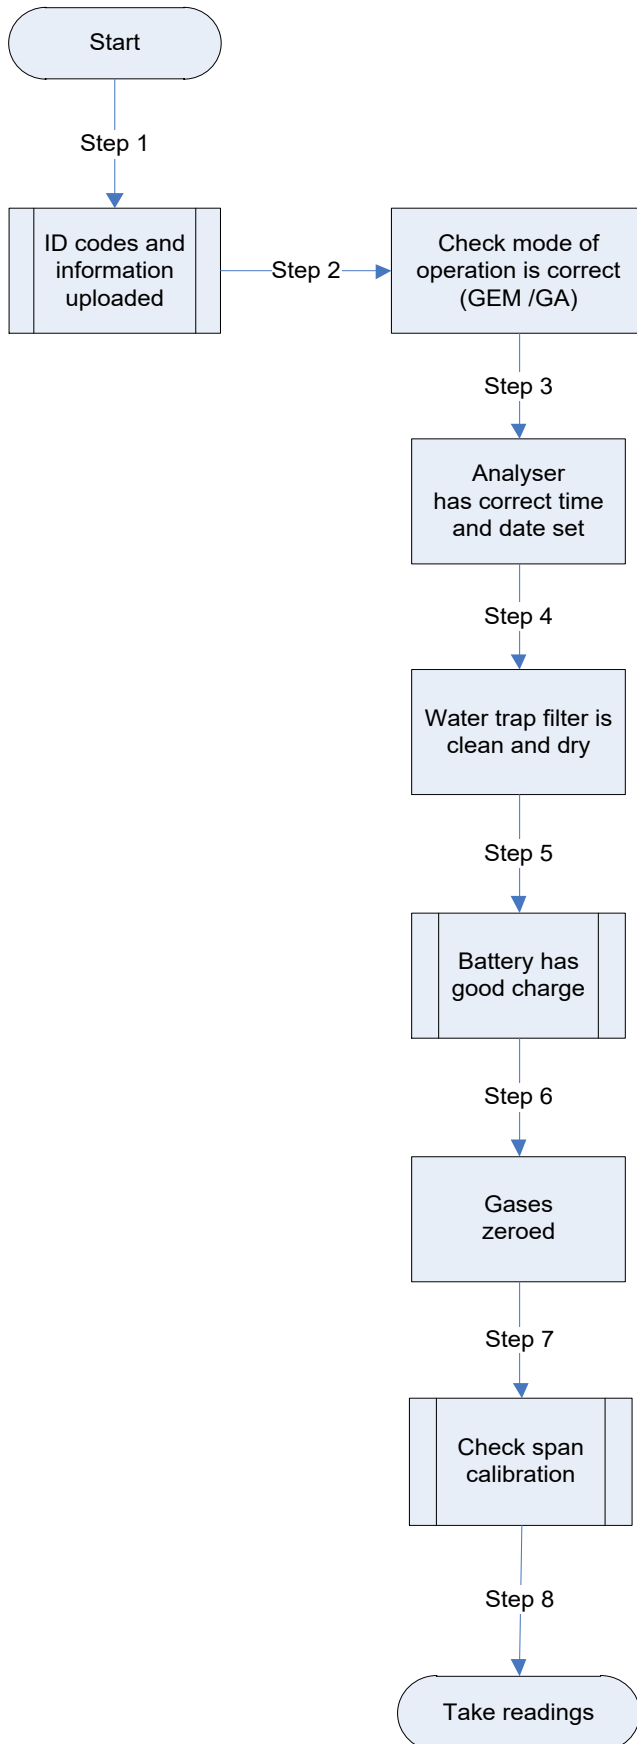 Start
Step 1
ID codes and
information
uploaded
Step 2
Check mode of
operation is correct
(GEM /GA)
Step 3
Analyser
has correct time
and date set
Step 4
Water trap filter is
clean and dry
Step 5
Battery has
good charge
Step 6
Gases
zeroed
Step 7
Check span
calibration
Step 8
Take readings